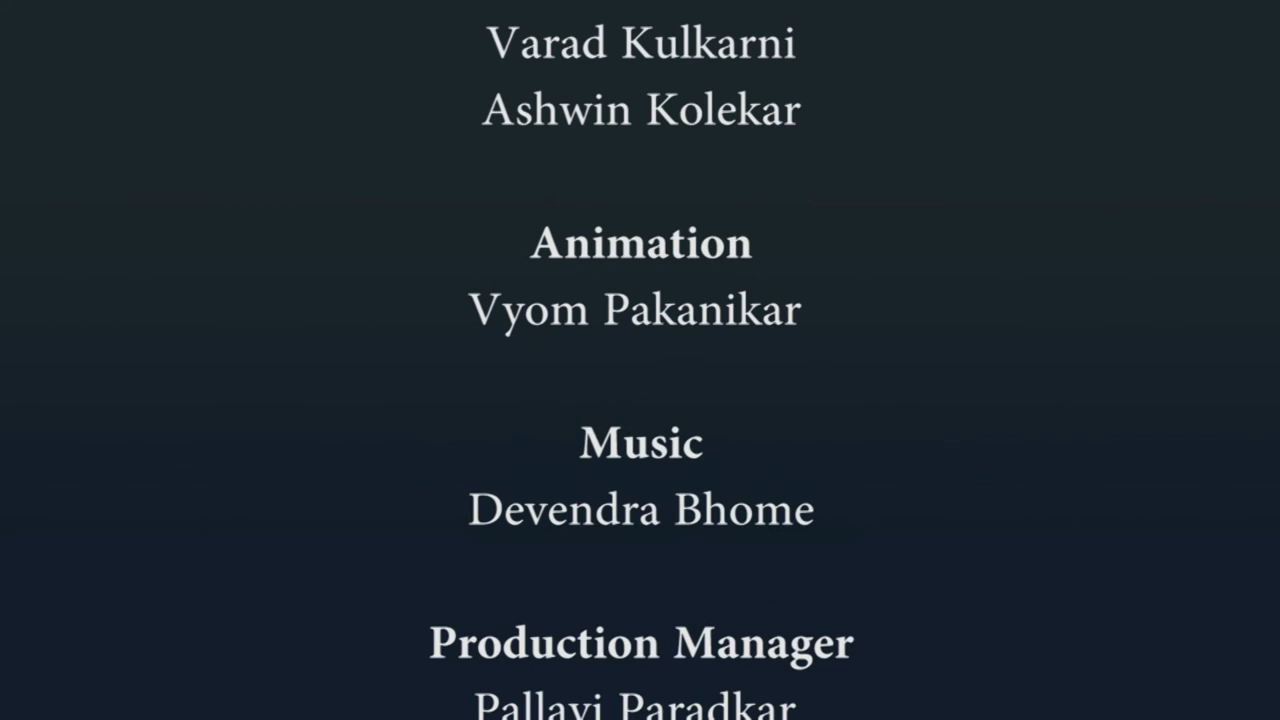 Varad Kulkarni
Ashwin Kolekar
Animation
Vyom Pakanikar
Music
Devendra Bhome
Production Manager
Pallavi Paradkar